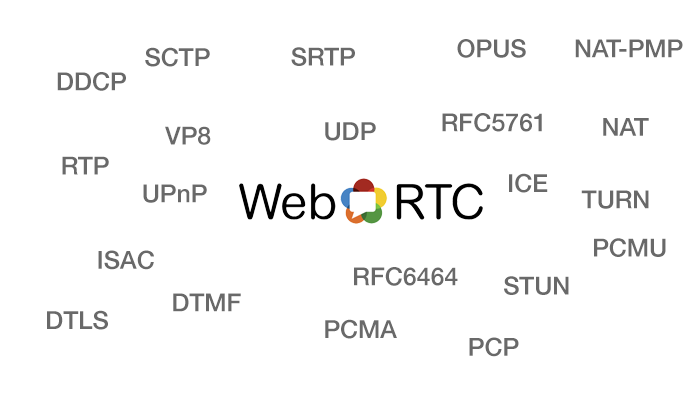 SCTP
SRTP
OPUS
NAT-PMP
DDCP
VP8
UDP
RFC5761
NAT
RTP
UPnP
Web RTC
ICE
TURN
ISAC
RFC6464
STUN
PCMU
DTLS
DTMF
PCMA
PCP